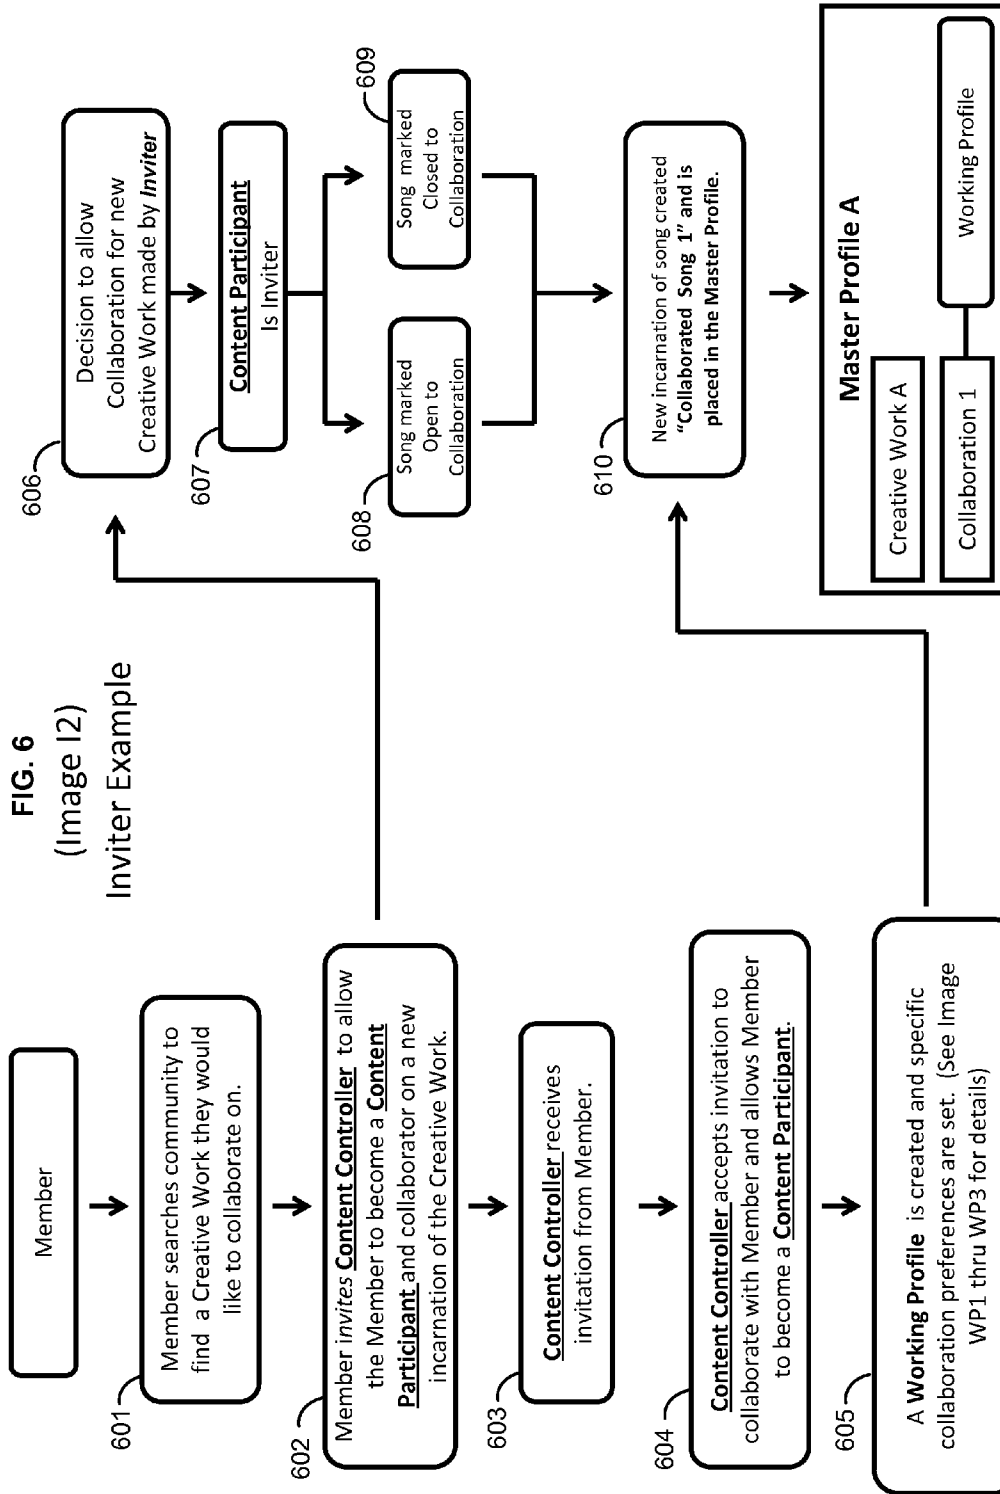 FIG. 6
(Image I2)
Inviter Example
Member
601
Member searches community to
find a Creative Work they would
like to collaborate on.
602
Member invites Content Controller to allow
the Member to become a Content
Participant and collaborator on a new
incarnation of the Creative Work.
603
Content Controller receives
invitation from Member.
604
Content Controller accepts invitation to
collaborate with Member and allows Member
to become a Content Participant.
605
A Working Profile is created and specific
collaboration preferences are set. (See Image
WP1 thru WP3 for details)
606
Decision to allow
Collaboration for new
Creative Work made by Inviter
607
Content Participant
Is Inviter
608
Song marked
Open to
Collaboration
609
Song marked
Closed to
Collaboration
610
New incarnation of song created
“Collaborated Song 1” and is
placed in the Master Profile.
Master Profile A
Creative Work A
Collaboration 1
Working Profile